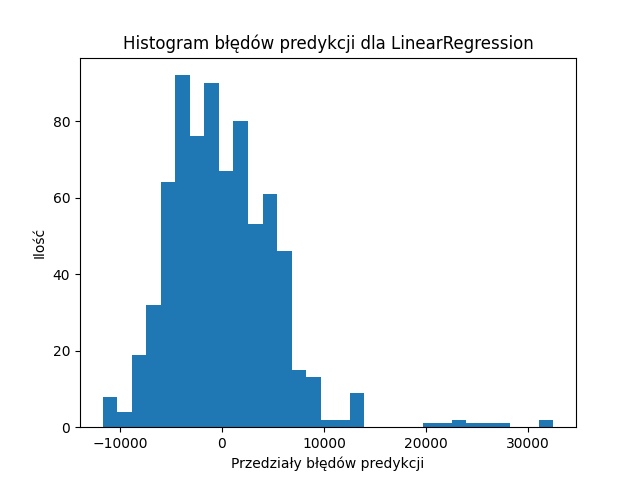 Histogram błędów predykcji dla LinearRegression
80
60
40
20
0
Ilość
−10000 0 10000 20000 30000
Przedziały błędów predykcji